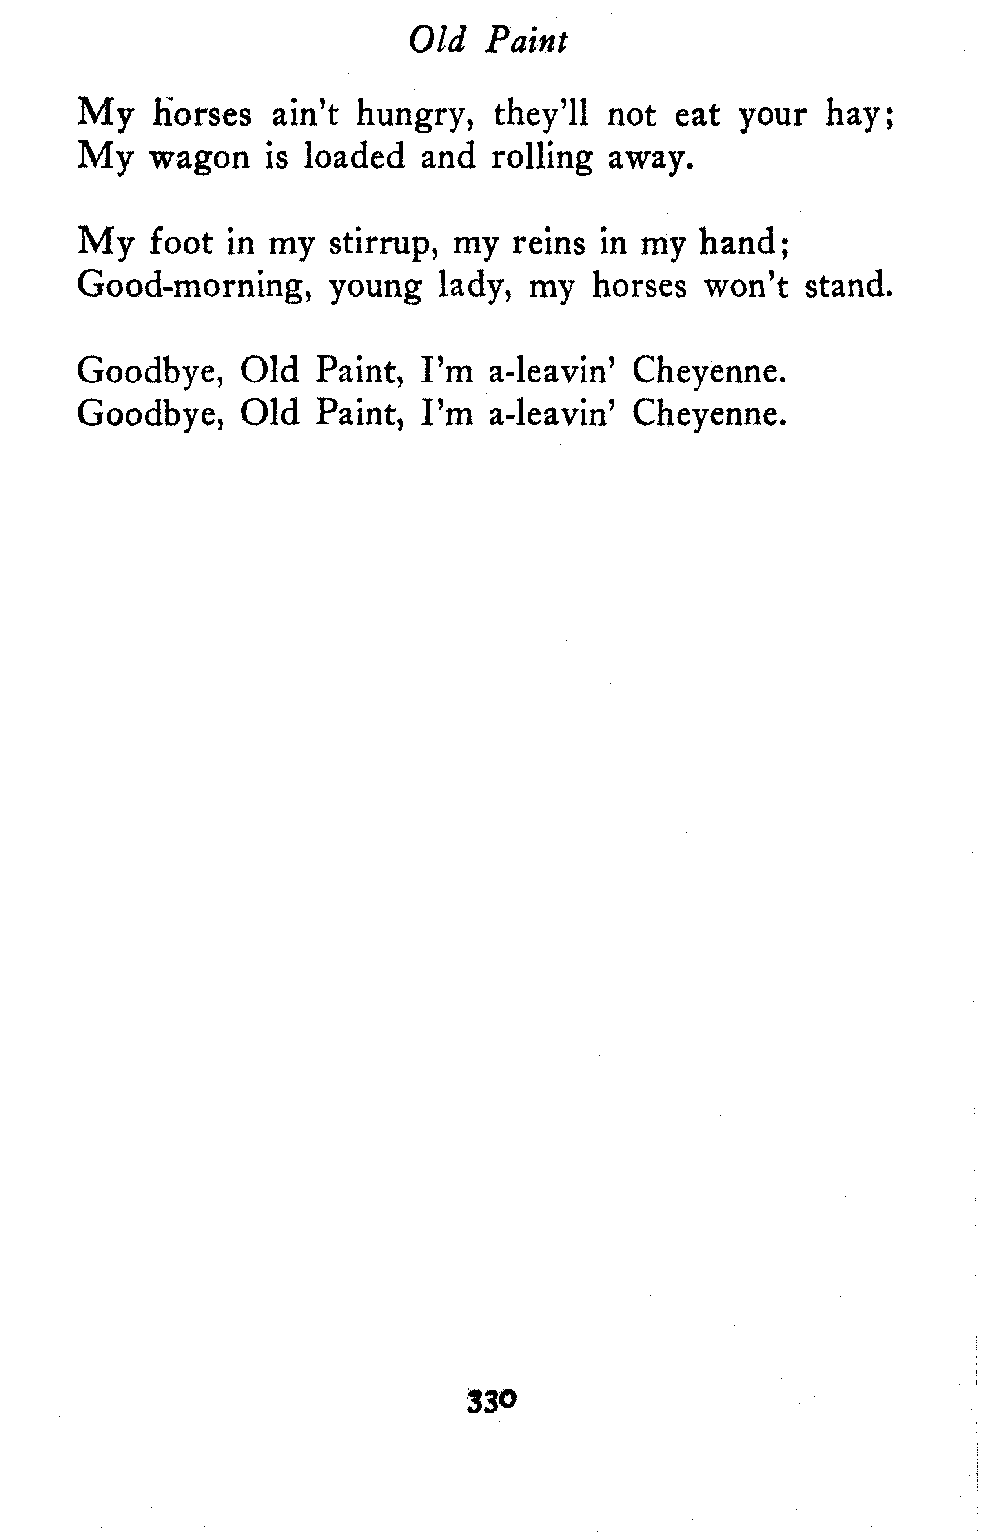 Old Paint
My horses ain't hungry, they'll not eat your hay;
My wagon is loaded and rolling away.
My foot in my stirrup, my reins in my hand;
Good-morning, young lady, my horses won't stand.
Goodbye, Old Paint, I'm a-leavin' Cheyenne.
Goodbye, Old Paint, I'm a-leavin' Cheyenne.
330